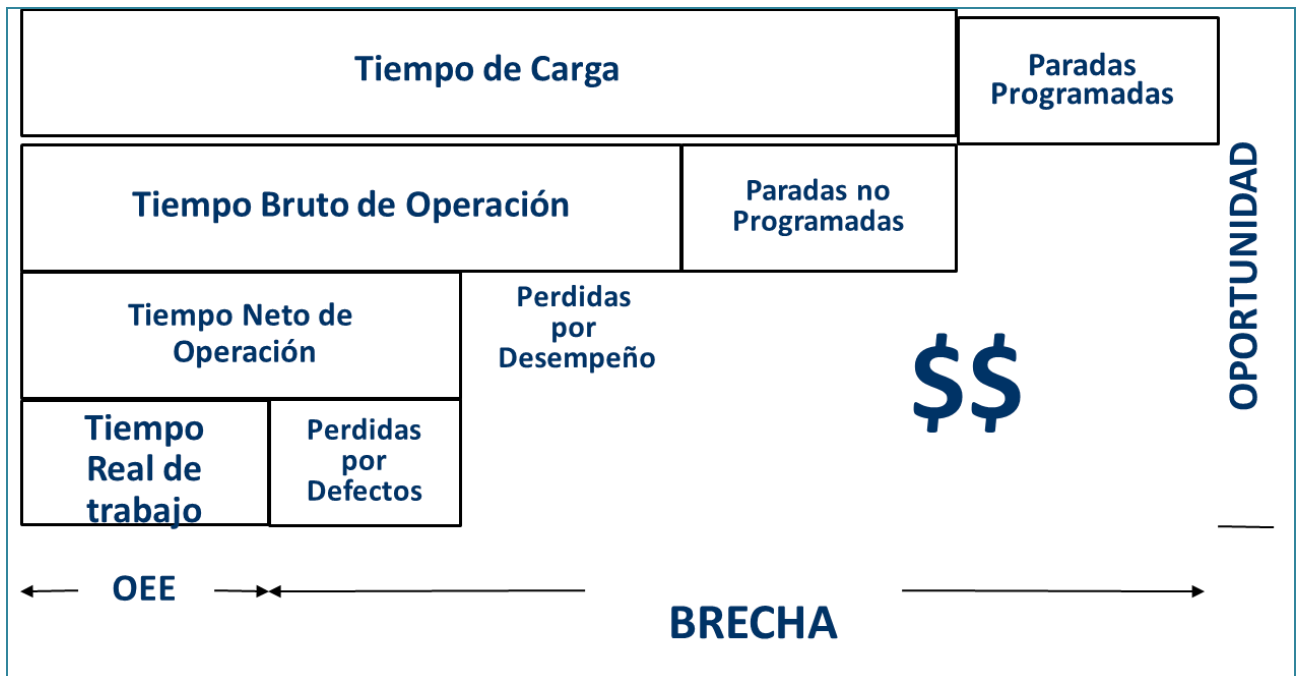 Tiempo de Carga
Paradas
Programadas
Tiempo Bruto de Operación
Paradas no
Programadas
Tiempo Neto de
Operación
Perdidas
por
Desempeño
$$
OPORTUNIDAD
Tiempo
Real de
trabajo
Perdidas
por
Defectos
OEE
BRECHA